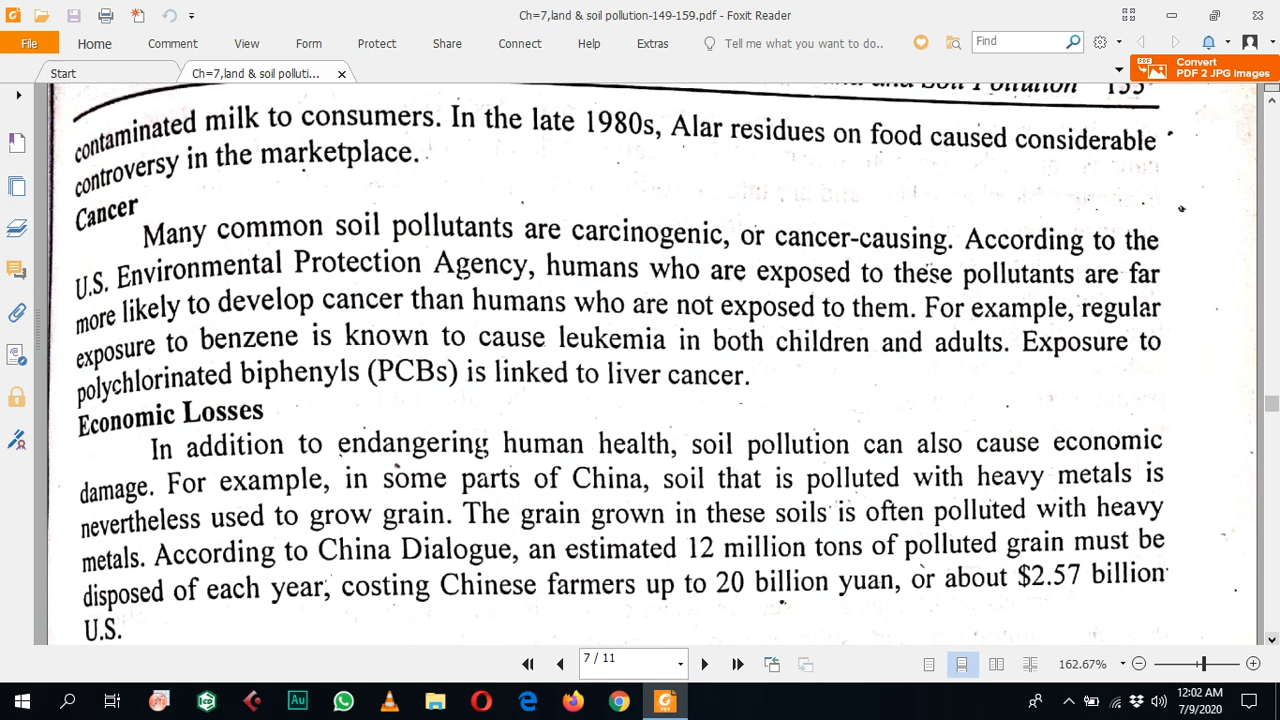 Ch=7,land & soil pollution-149-159.pdf - Foxit Reader
File Home Comment View Form Protect Share Connect Help Extras Tell me what you want to do.. Find
Convert
PDF 2 JPG Images
Start Ch=7,land & soil polluti...
and Soil Pollution 155
contaminated milk to consumers. In the late 1980s, Alar residues on food caused considerable
controversy in the marketplace.
Cancer
Many common soil pollutants are carcinogenic, or cancer-causing. According to the
U.S. Environmental Protection Agency, humans who are exposed to these pollutants are far
more likely to develop cancer than humans who are not exposed to them. For example, regular
exposure to benzene is known to cause leukemia in both children and adults. Exposure to
polychlorinated biphenyls (PCBs) is linked to liver cancer.
Economic Losses
In addition to endangering human health, soil pollution can also cause economic
damage. For example, in some parts of China, soil that is polluted with heavy metals is
nevertheless used to grow grain. The grain grown in these soils is often polluted with heavy
metals. According to China Dialogue, an estimated 12 million tons of polluted grain must be
disposed of each year, costing Chinese farmers up to 20 billion yuan, or about $2.57 billion
U.S.
7 / 11 162.67%
Au
12:02 AM
7/9/2020